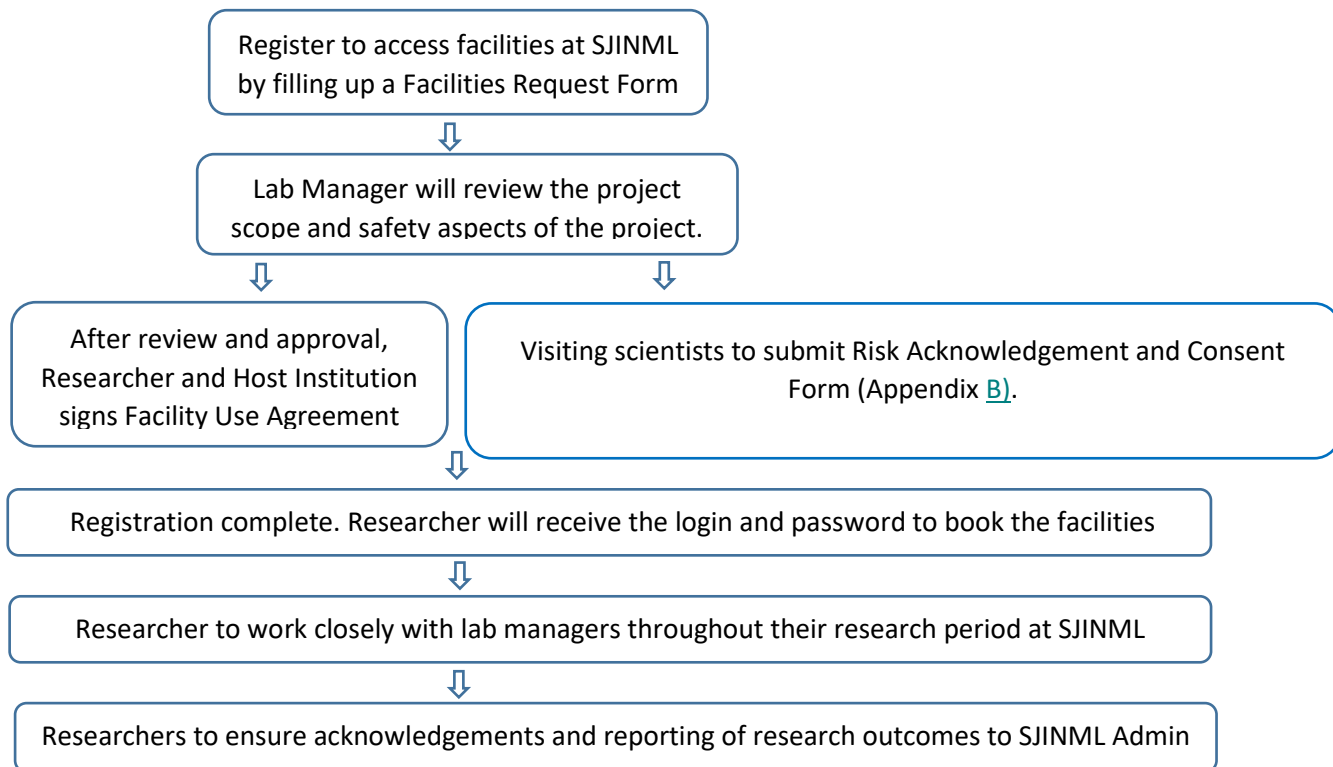 Register to access facilities at SJINML
by filling up a Facilities Request Form
Lab Manager will review the project
scope and safety aspects of the project.
After review and approval,
Researcher and Host Institution
signs Facility Use Agreement
Visiting scientists to submit Risk Acknowledgement and Consent
Form (Appendix B).
Registration complete. Researcher will receive the login and password to book the facilities
Researcher to work closely with lab managers throughout their research period at SJINML
Researchers to ensure acknowledgements and reporting of research outcomes to SJINML Admin